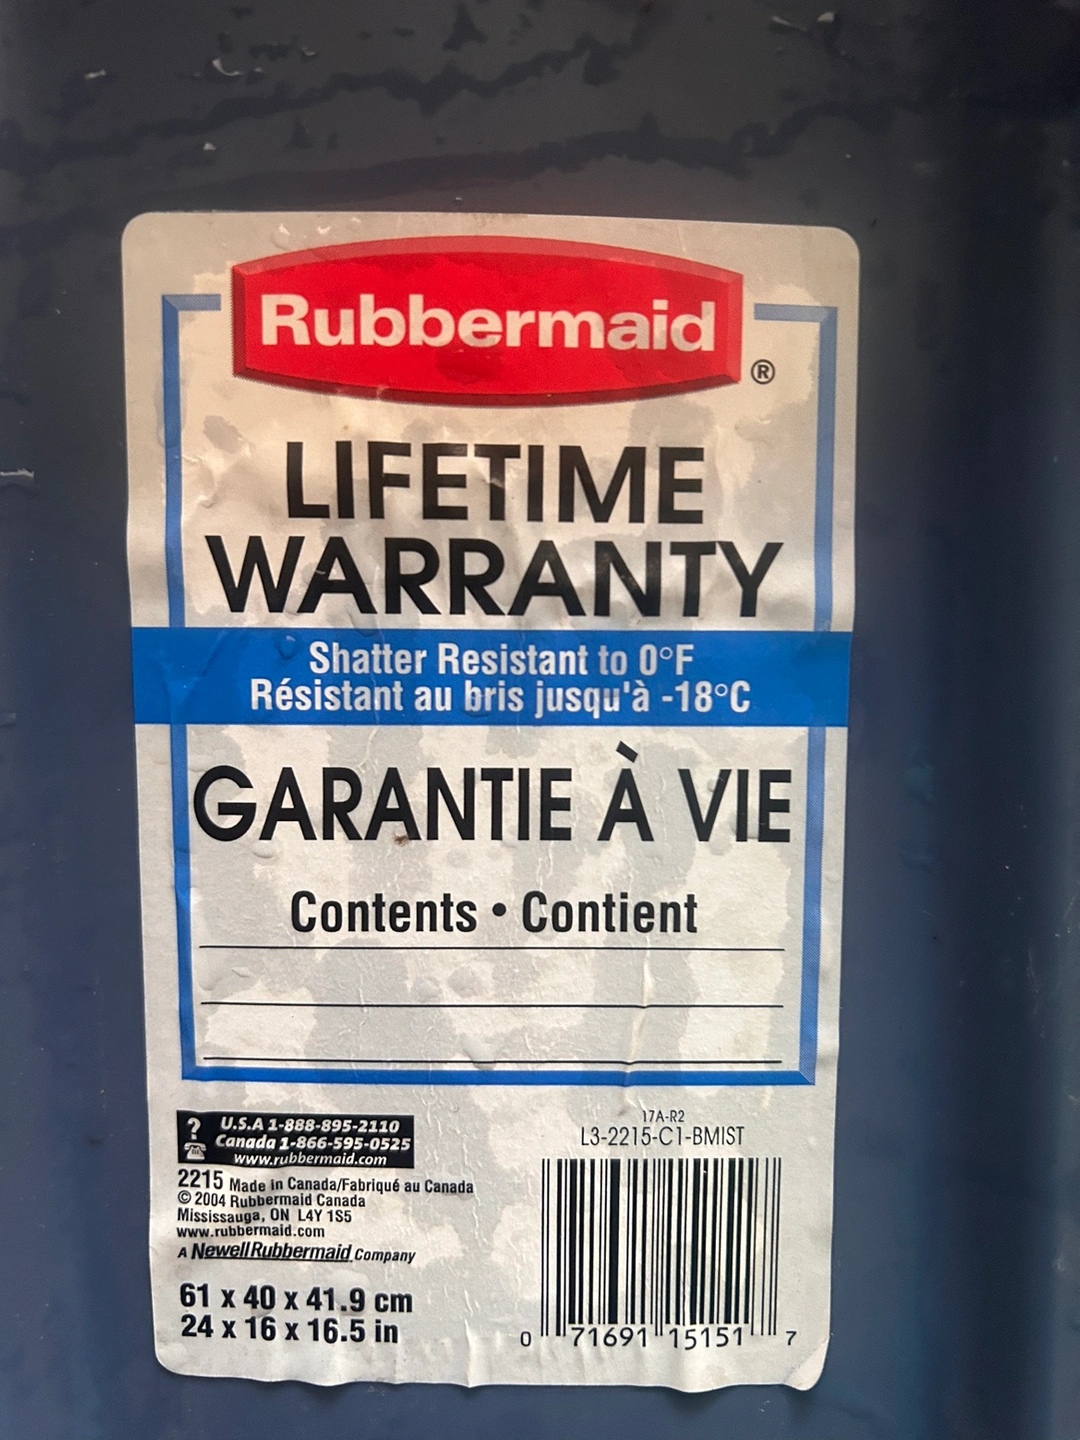 Rubbermaid
®
LIFETIME
WARRANTY
Shatter Resistant to 0°F
Résistant au bris jusqu'à -18°C
GARANTIE À VIE
Contents • Contient
? U.S.A 1-888-895-2110
Canada 1-866-595-0525
www.rubbermaid.com
2215 Made in Canada/Fabriqué au Canada
© 2004 Rubbermaid Canada
Mississauga, ON L4Y 1S5
www.rubbermaid.com
A Newell Rubbermaid Company
61 x 40 x 41.9 cm
24 x 16 x 16.5 in
17A-R2
L3-2215-C1-BMIST
0 71691 15151 7